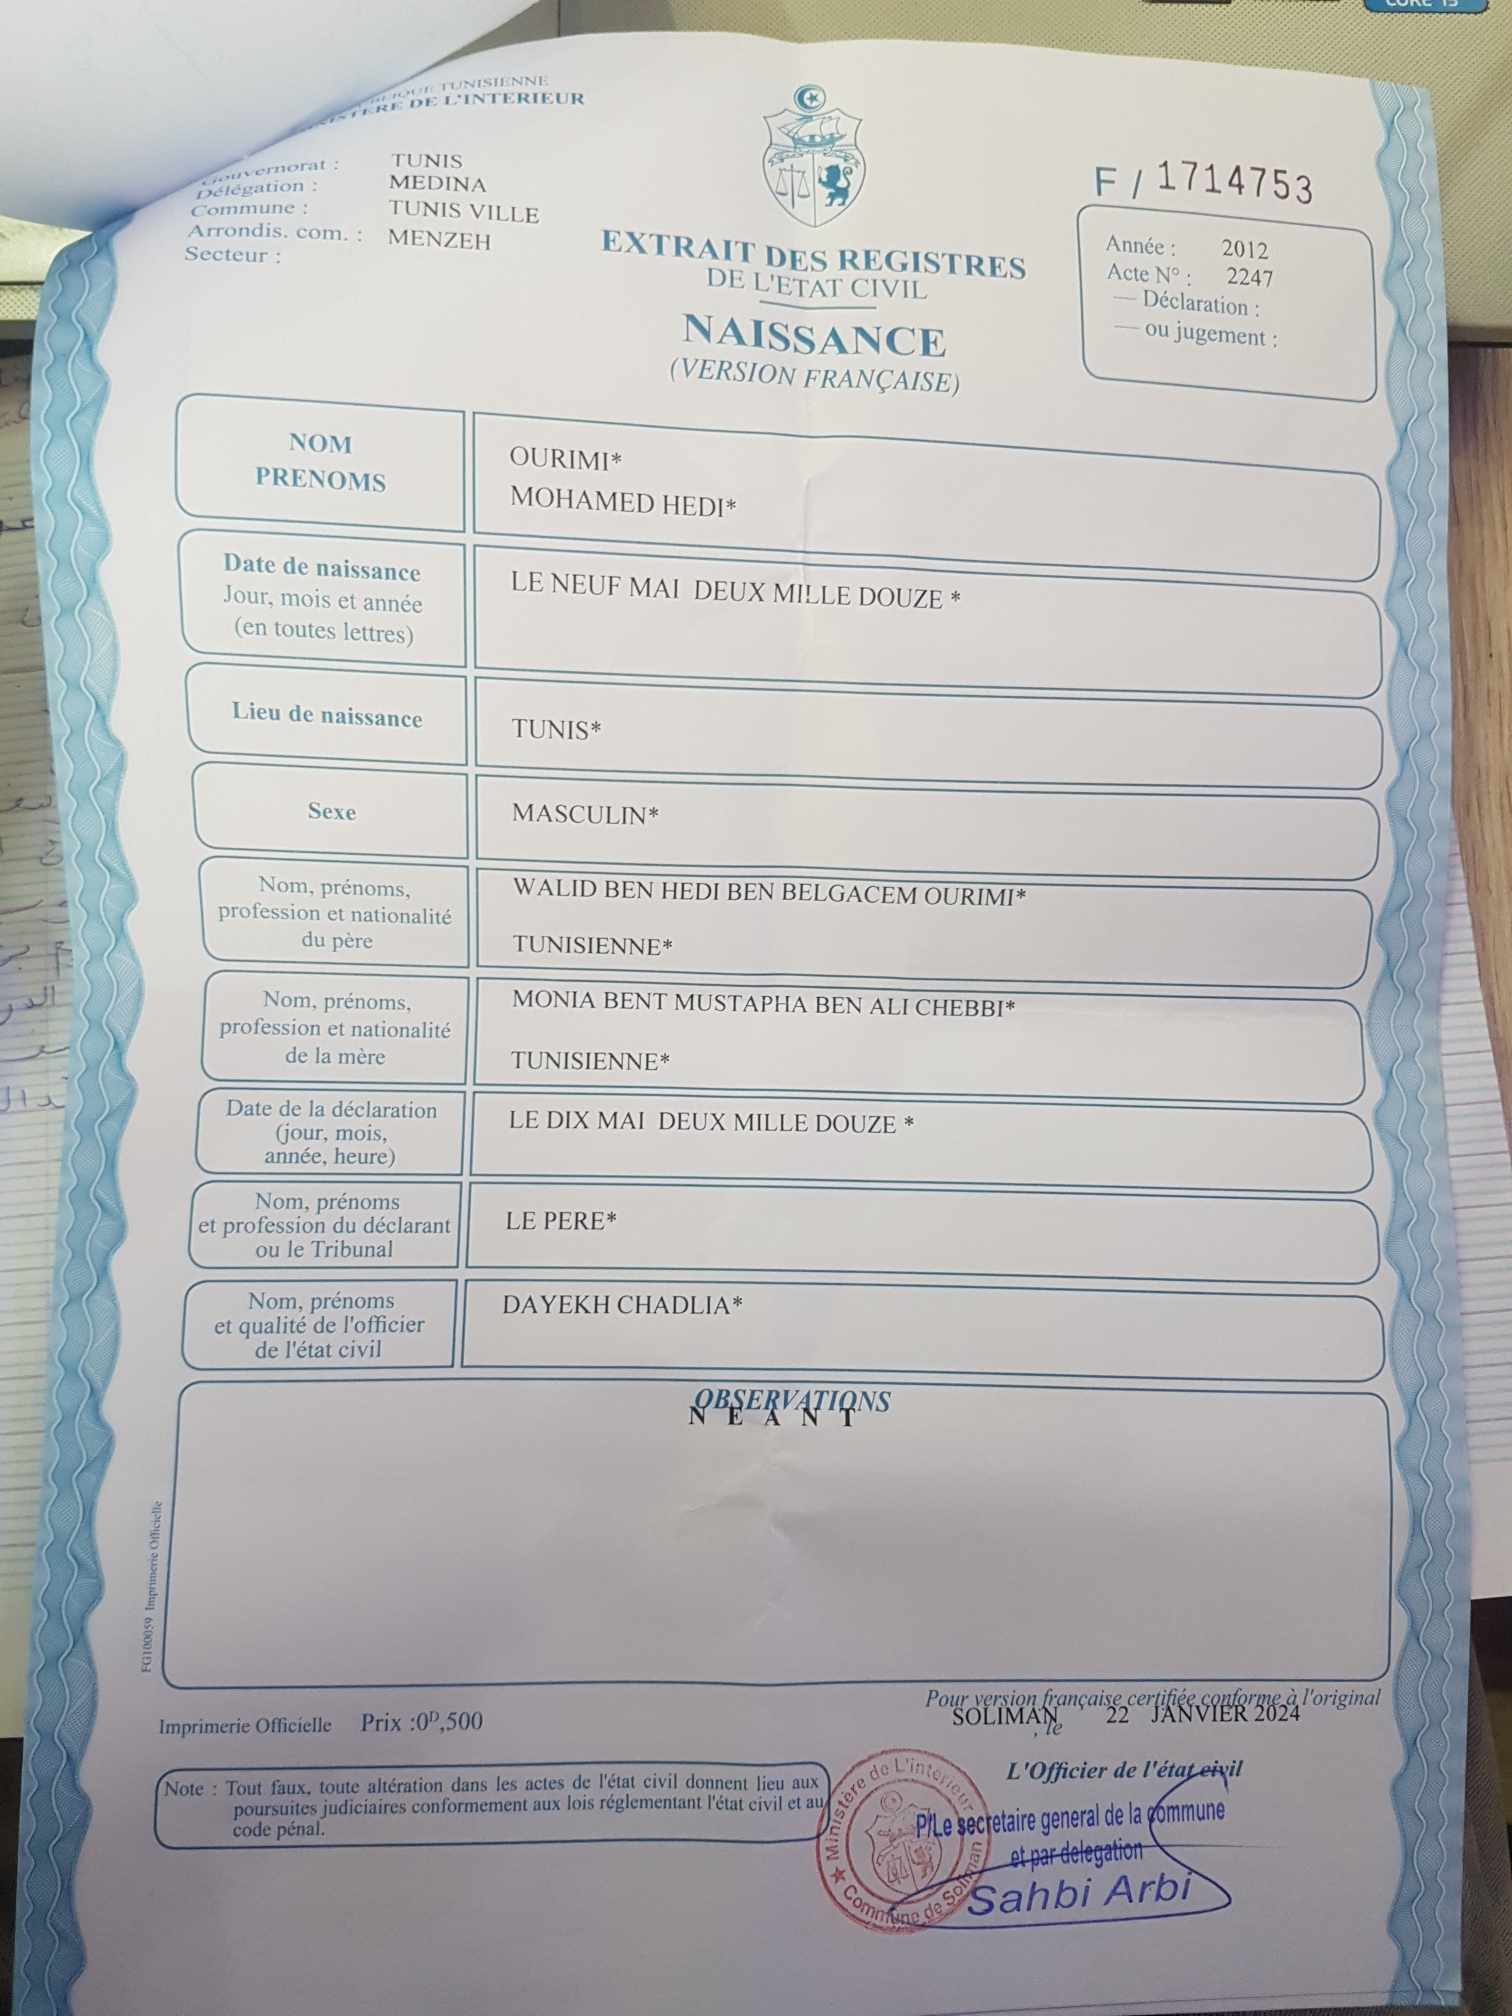 TUNISIENNE
DE L'INTERIEUR
Gouvernorat : TUNIS
Délégation : MEDINA
Commune : TUNIS VILLE
Arrondis. com. : MENZEH
Secteur :
EXTRAIT DES REGISTRES
DE L'ETAT CIVIL
NAISSANCE
(VERSION FRANÇAISE)
F / 1714753
Année : 2012
Acte N° : 2247
— Déclaration :
— ou jugement :
NOM
PRENOMS
OURIMI*
MOHAMED HEDI*
Date de naissance
Jour, mois et année
(en toutes lettres)
LE NEUF MAI DEUX MILLE DOUZE *
Lieu de naissance
TUNIS*
Sexe
MASCULIN*
Nom, prénoms,
profession et nationalité
du père
WALID BEN HEDI BEN BELGACEM OURIMI*
TUNISIENNE*
Nom, prénoms,
profession et nationalité
de la mère
MONIA BENT MUSTAPHA BEN ALI CHEBBI*
TUNISIENNE*
Date de la déclaration
(jour, mois,
année, heure)
LE DIX MAI DEUX MILLE DOUZE *
Nom, prénoms
et profession du déclarant
ou le Tribunal
LE PERE*
Nom, prénoms
et qualité de l'officier
de l'état civil
DAYEKH CHADLIA*
OBSERVATIONS
N E A N T
FG100059 Imprimerie Officielle
Imprimerie Officielle Prix :0ᴰ,500
Pour version française certifiée conforme à l'original
SOLIMAN , le 22 JANVIER 2024
Note : Tout faux, toute altération dans les actes de l'état civil donnent lieu aux
poursuites judiciaires conformement aux lois réglementant l'état civil et au
code pénal.
L'Officier de l'état civil
P/Le secretaire general de la commune
et par delegation
Sahbi Arbi
Ministère de L'interieur
Commune de Soliman